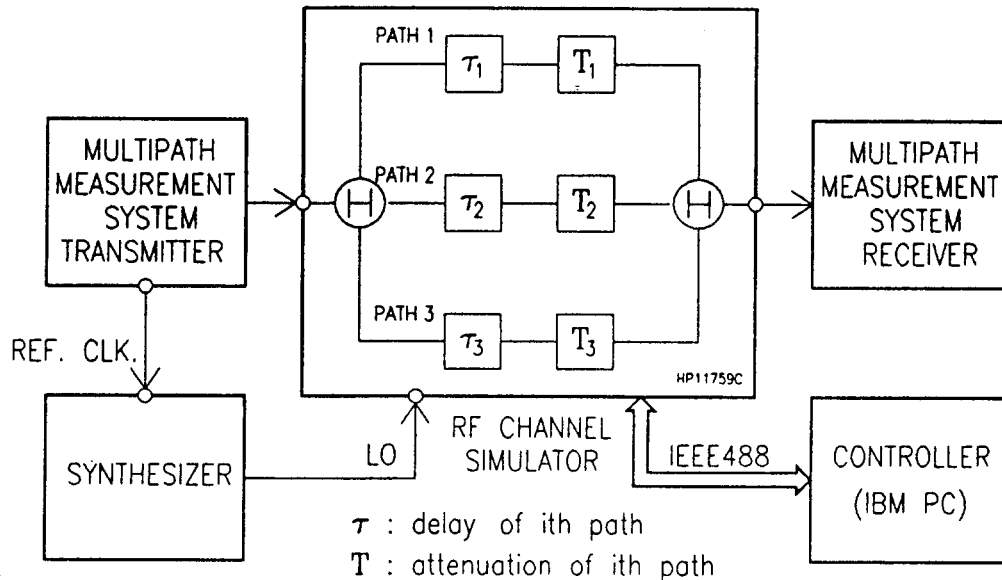 PATH 1
τ1
T1
MULTIPATH
MEASUREMENT
SYSTEM
TRANSMITTER
H
PATH 2
τ2
T2
H
MULTIPATH
MEASUREMENT
SYSTEM
RECEIVER
PATH 3
τ3
T3
HP11759C
REF. CLK.
SYNTHESIZER
LO
RF CHANNEL
SIMULATOR
IEEE488
CONTROLLER
(IBM PC)
τ : delay of ith path
T : attenuation of ith path